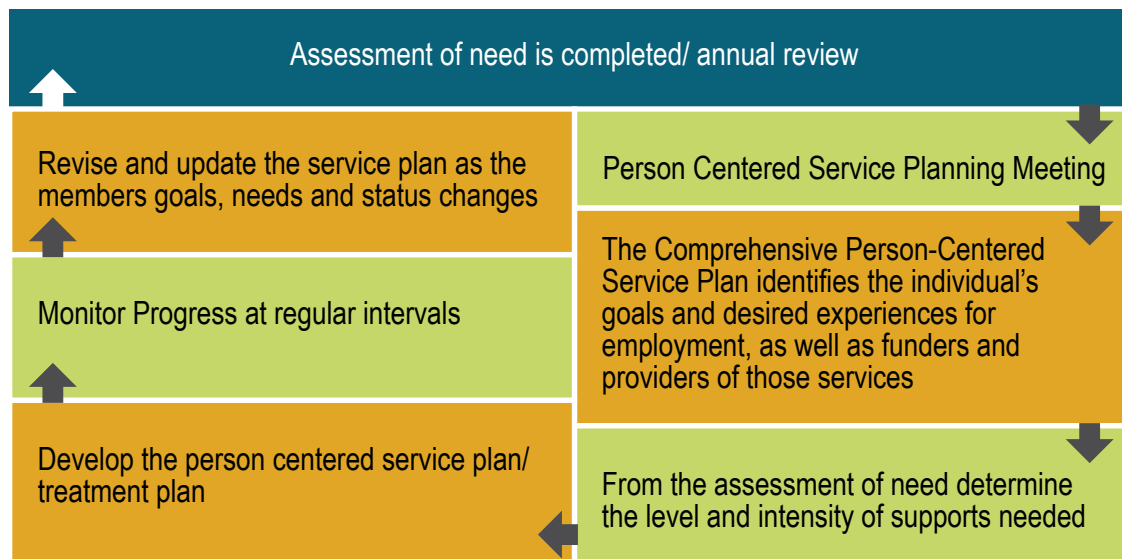 Assessment of need is completed/ annual review
Person Centered Service Planning Meeting
The Comprehensive Person-Centered
Service Plan identifies the individual’s
goals and desired experiences for
employment, as well as funders and
providers of those services
From the assessment of need determine
the level and intensity of supports needed
Develop the person centered service plan/
treatment plan
Monitor Progress at regular intervals
Revise and update the service plan as the
members goals, needs and status changes